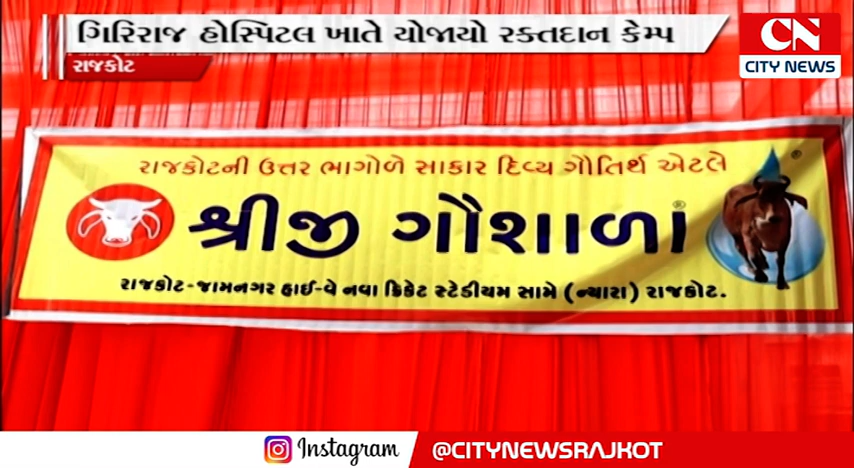 ગિરિરાજ હોસ્પિટલ ખાતે યોજાયો રક્તદાન કેમ્પ
રાજકોટ
CN
CITY NEWS
રાજકોટની ઉત્તર ભાગોળે સાકાર દિવ્ય ગૌતિર્થ એટલે
શ્રીજી ગૌશાળા
રાજકોટ-જામનગર હાઈ-વે નવા ક્રિકેટ સ્ટેડીયમ સામે (ન્યારા) રાજકોટ.
Instagram @CITYNEWSRAJKOT